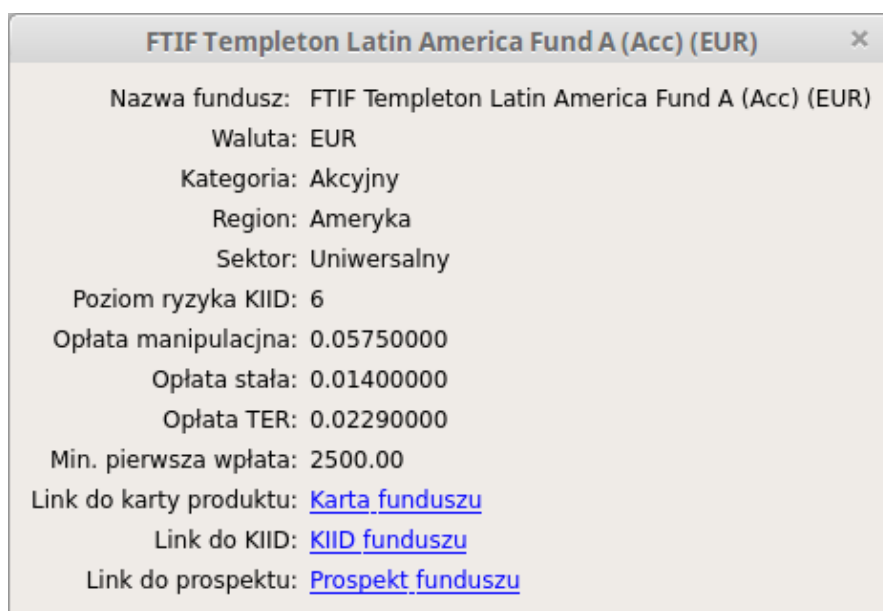 FTIF Templeton Latin America Fund A (Acc) (EUR) ×
Nazwa fundusz: FTIF Templeton Latin America Fund A (Acc) (EUR)
Waluta: EUR
Kategoria: Akcyjny
Region: Ameryka
Sektor: Uniwersalny
Poziom ryzyka KIID: 6
Opłata manipulacjna: 0.05750000
Opłata stała: 0.01400000
Opłata TER: 0.02290000
Min. pierwsza wpłata: 2500.00
Link do karty produktu: Karta funduszu
Link do KIID: KIID funduszu
Link do prospektu: Prospekt funduszu